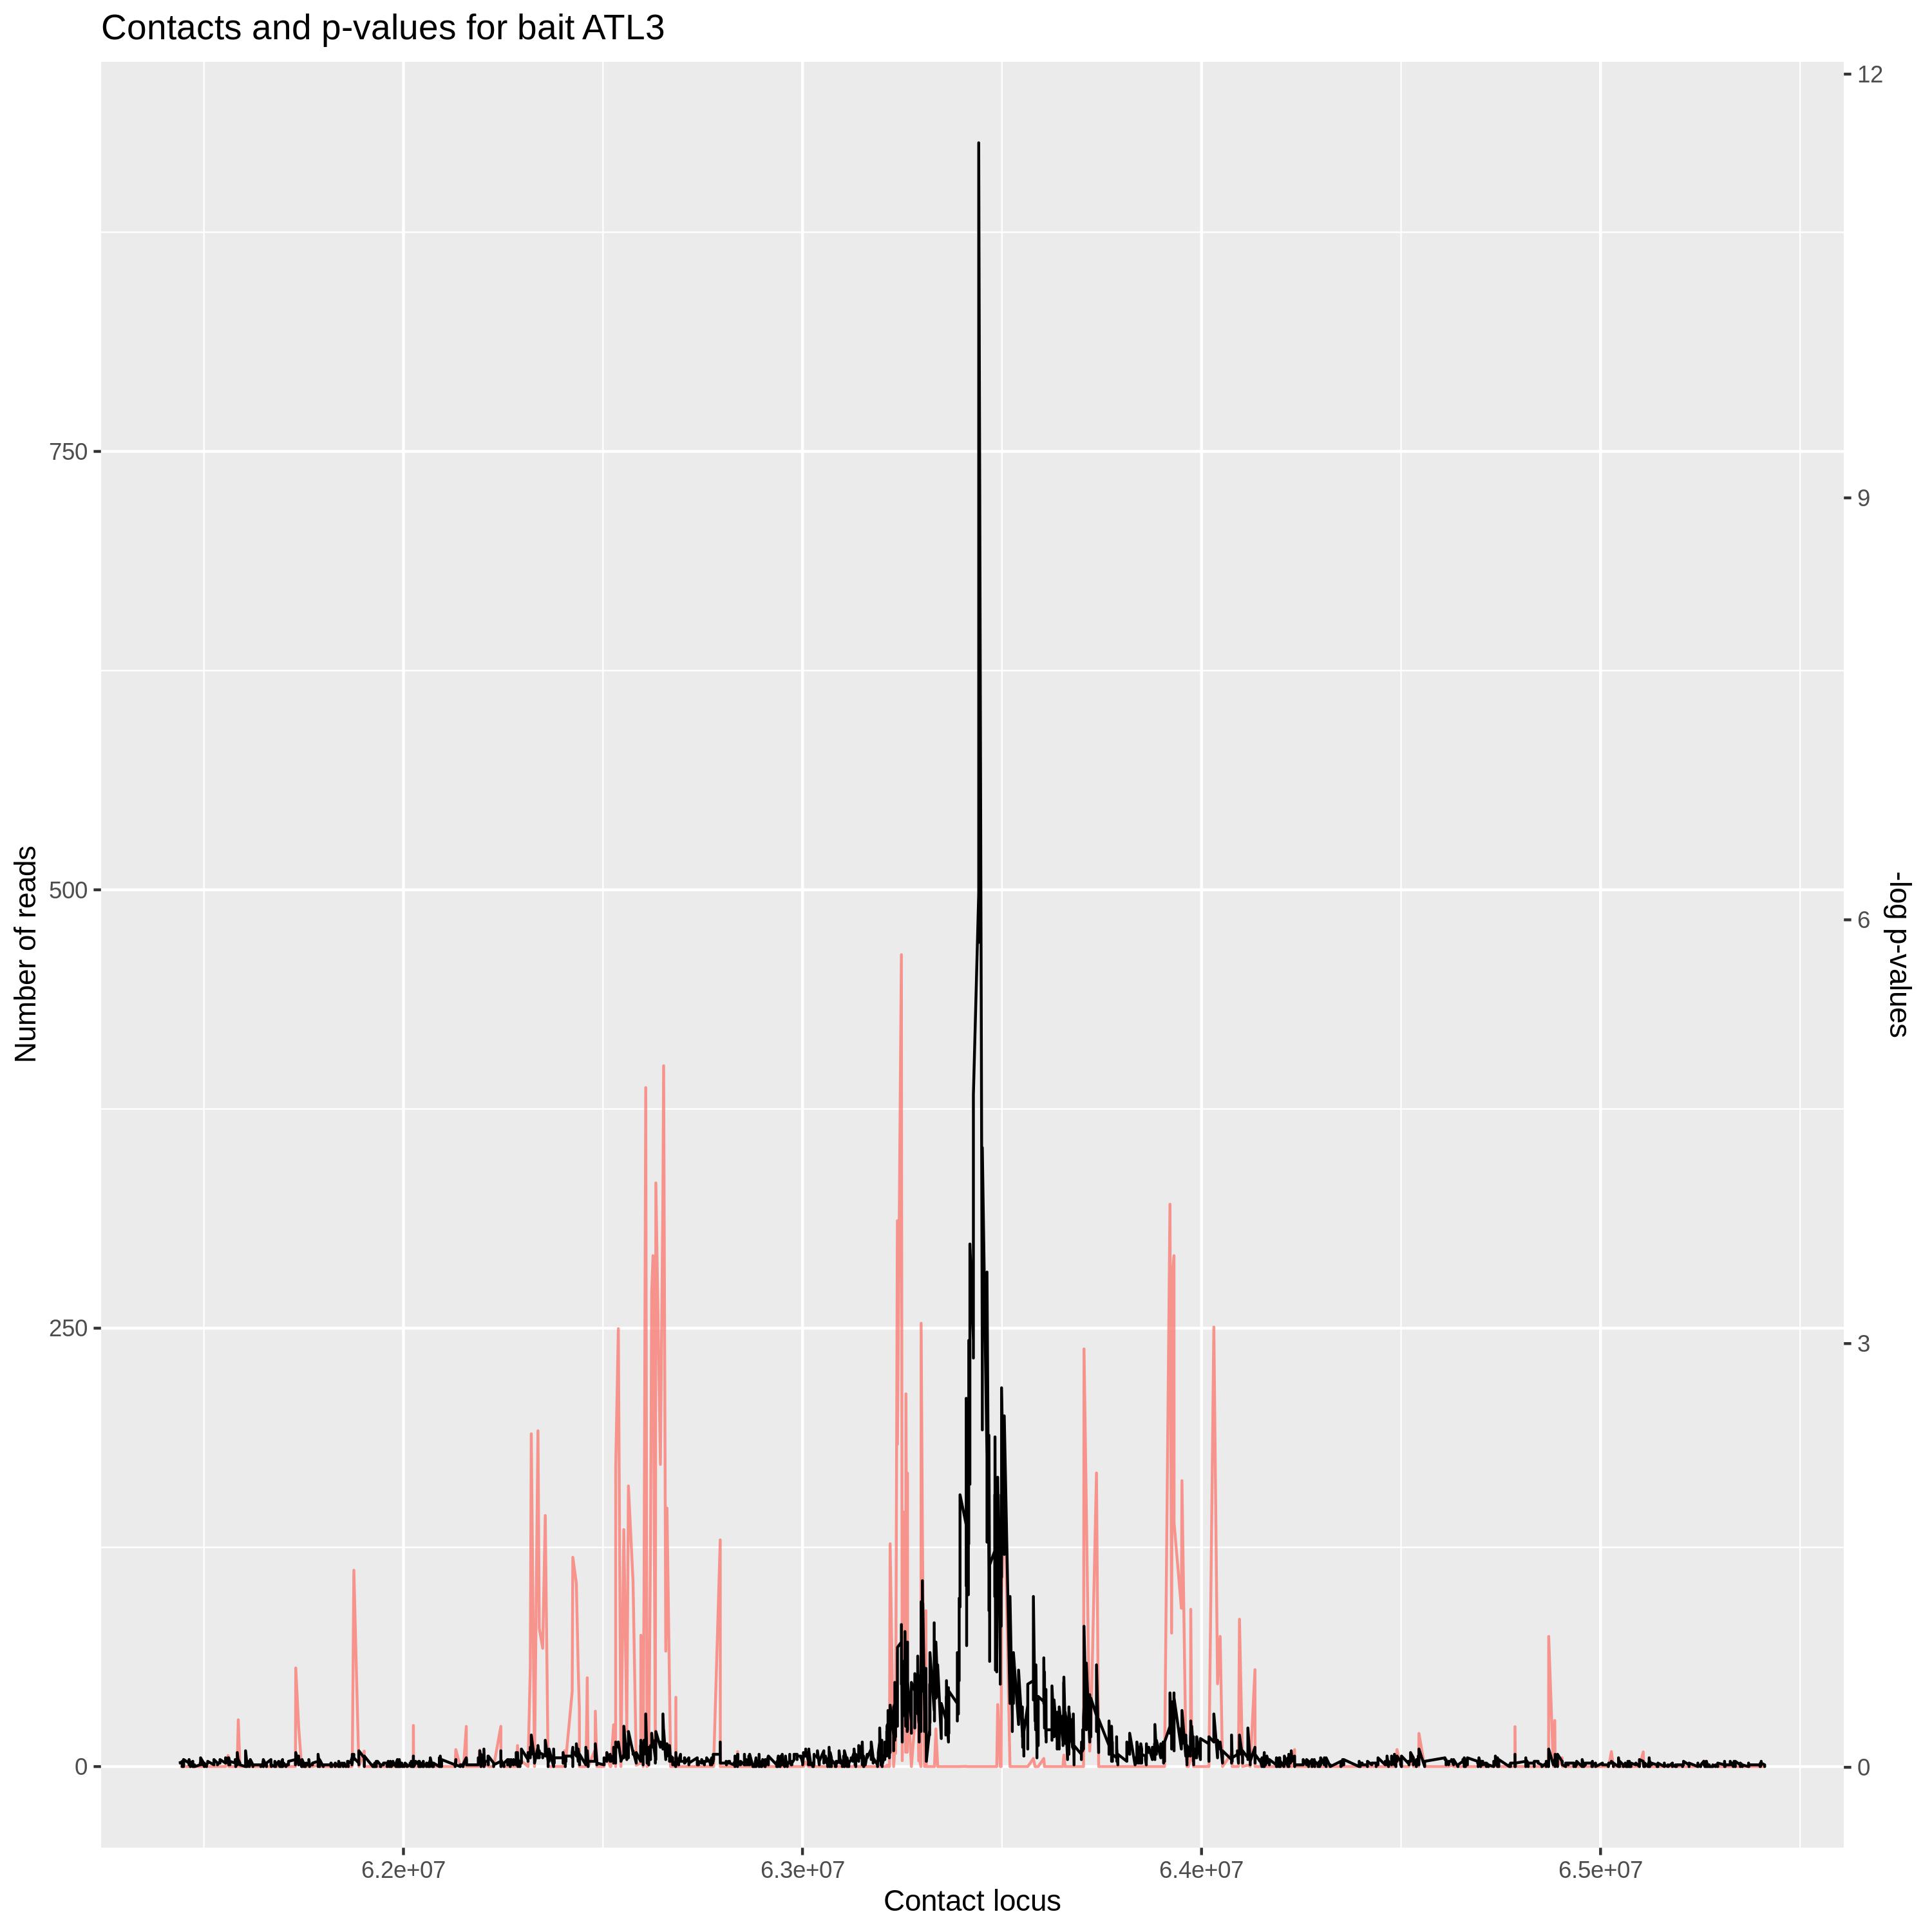 Contacts and p-values for bait ATL3
12
750
9
Number of reads
500
6
-log p-values
250
3
0
0
6.2e+07
6.3e+07
6.4e+07
6.5e+07
Contact locus